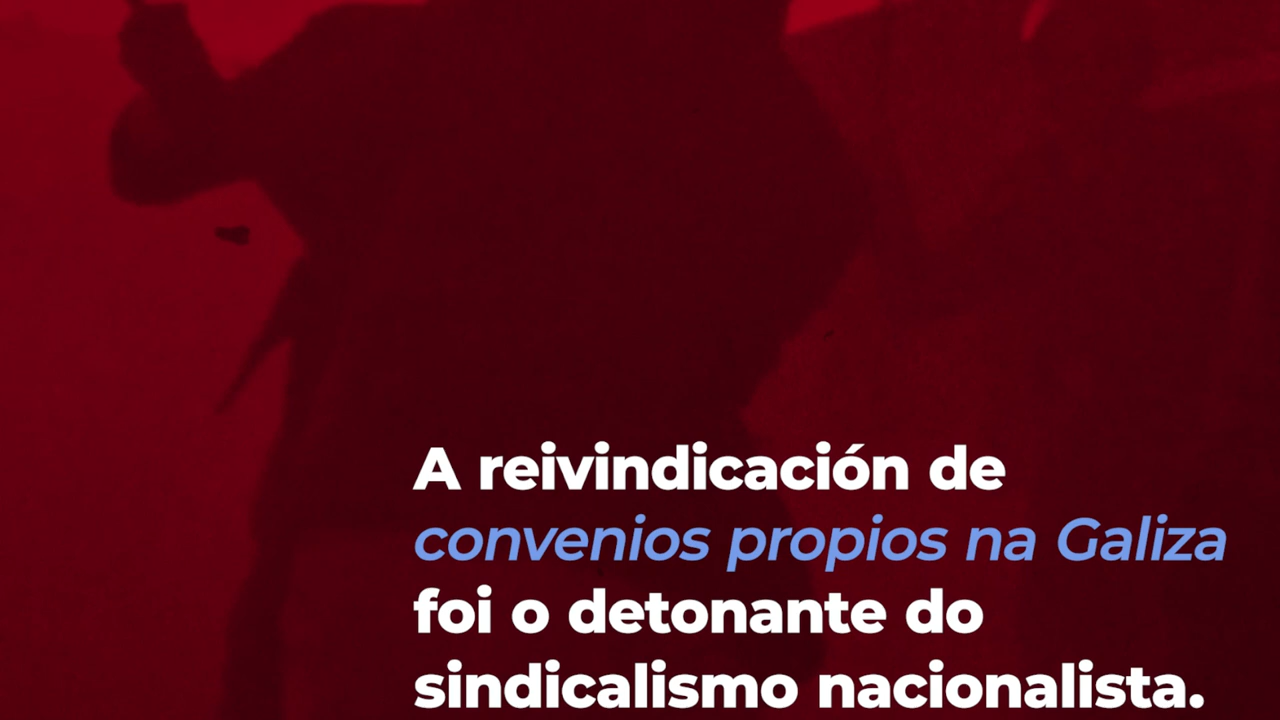 A reivindicación de
convenios propios na Galiza
foi o detonante do
sindicalismo nacionalista.